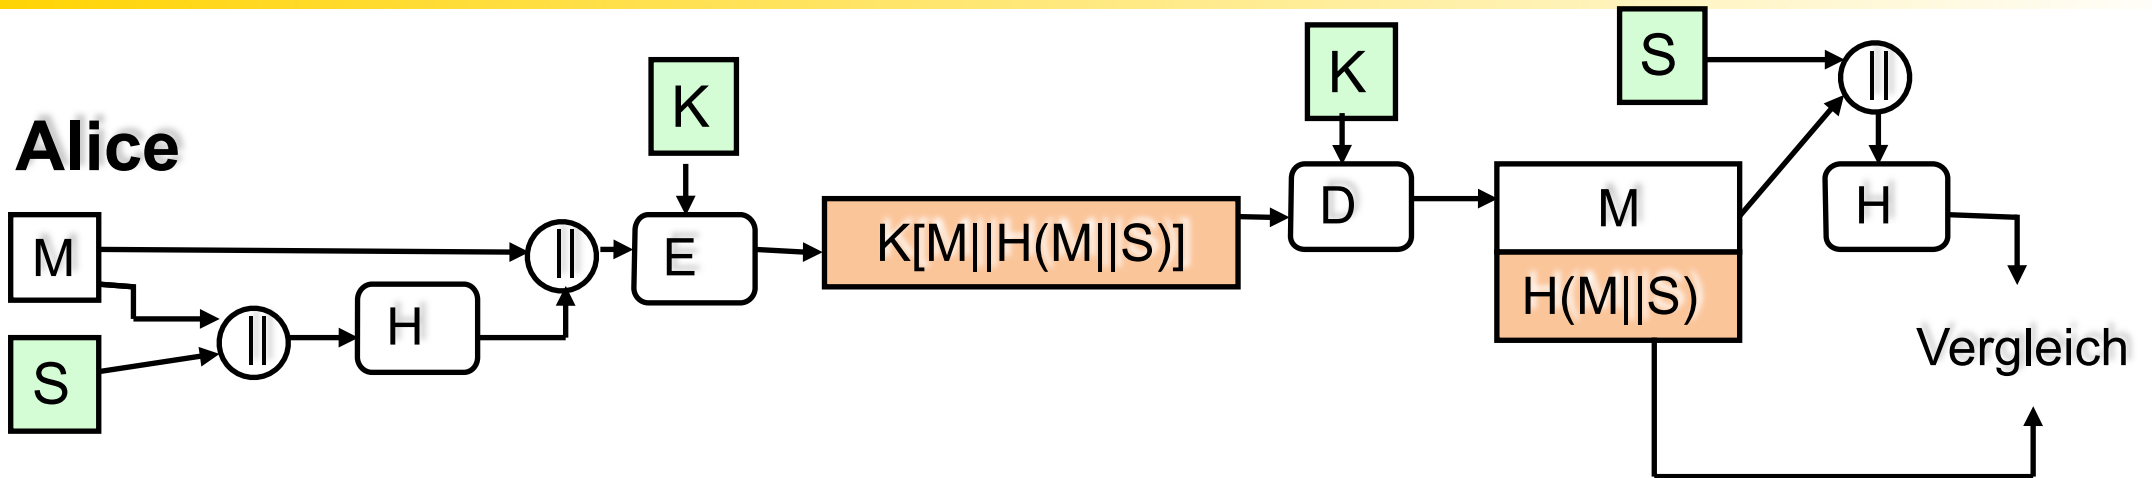 K
K
S
||
Alice
M
||
E
K[M||H(M||S)]
D
M
H
S
||
H
H(M||S)
Vergleich